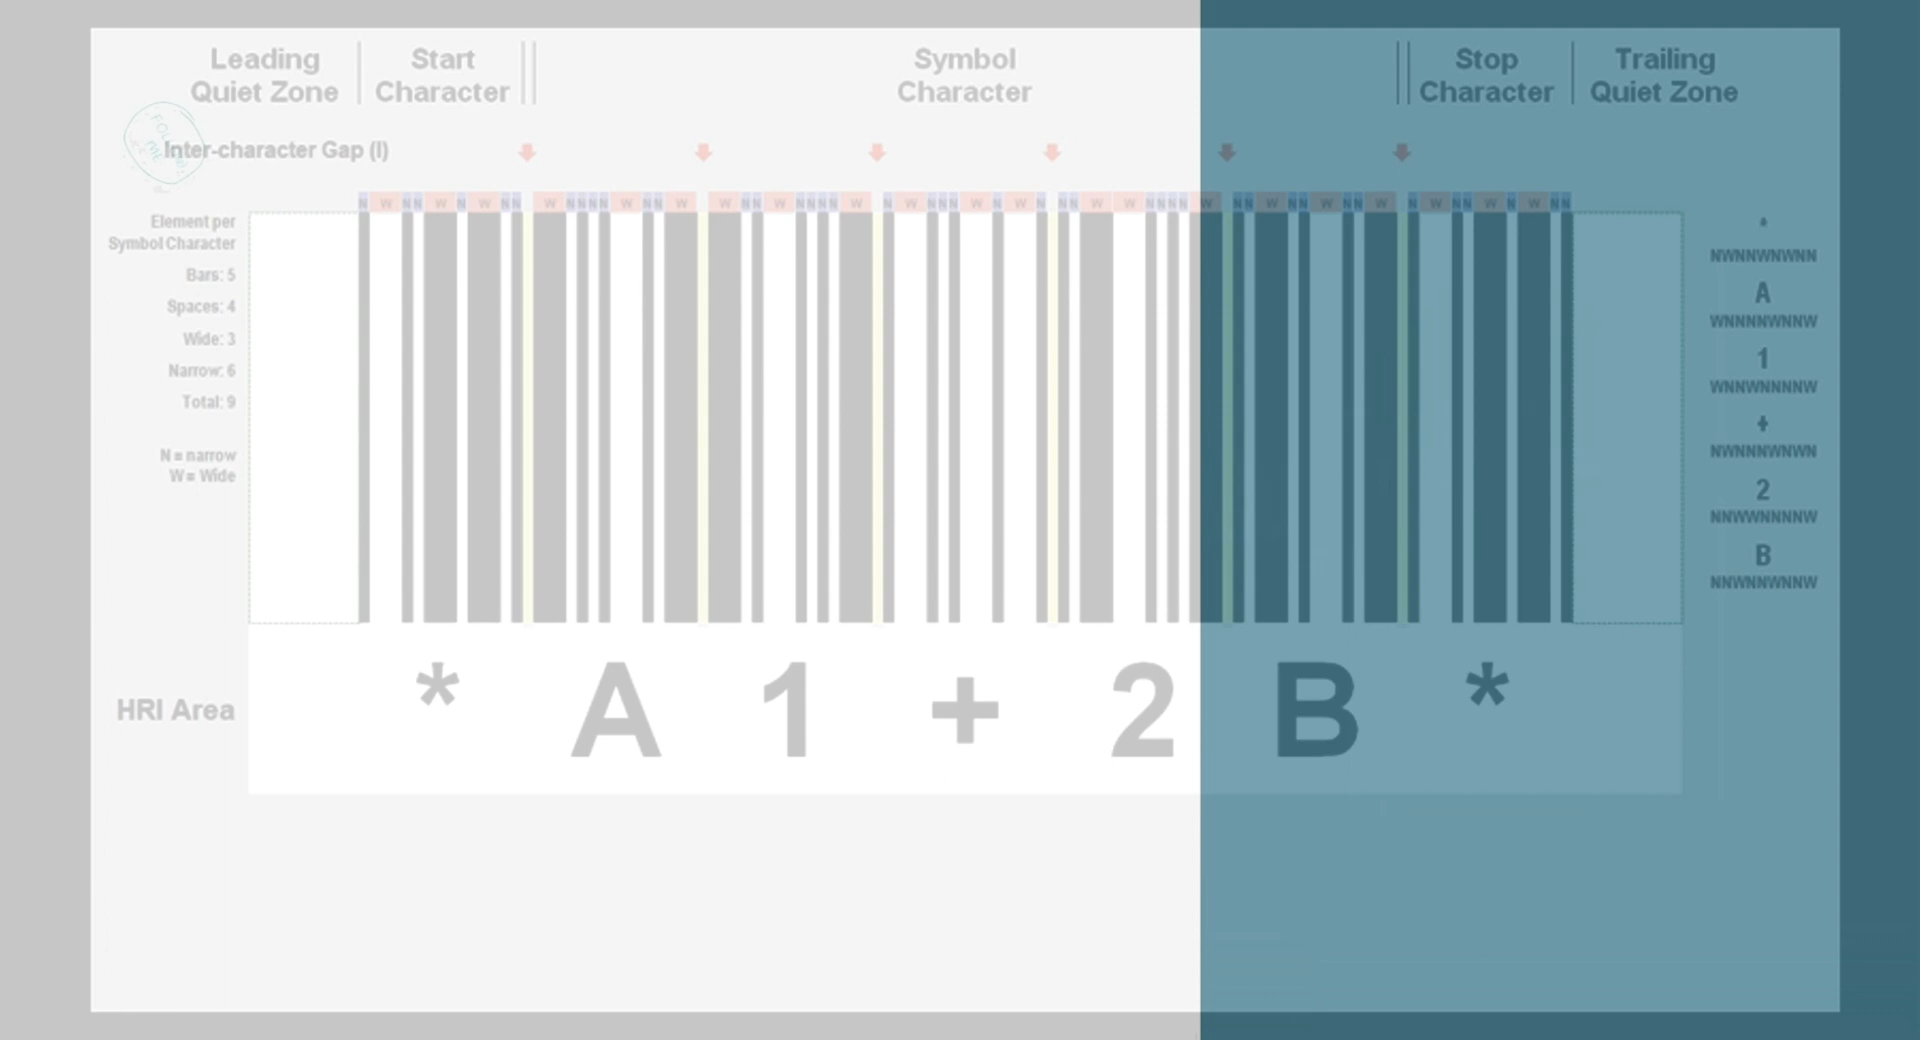 Leading
Quiet Zone
Start
Character
Symbol
Character
Stop
Character
Trailing
Quiet Zone
FOLLOW
ME
Inter-character Gap (I)
N W N N W N W N N W N N N N W N N W W N N W N N N N W N W N N N W N W N N N W W N N N N W N N W N N W N N W N W N N W N W N N
Element per
Symbol Character
Bars: 5
Spaces: 4
Wide: 3
Narrow: 6
Total: 9
N = narrow
W = Wide
*
NWNNWNWNN
A
WNNNNWNNW
1
WNNWNNNNW
+
NWNNNWNWN
2
NNWWNNNNW
B
NNWNNWNNW
HRI Area
* A 1 + 2 B *